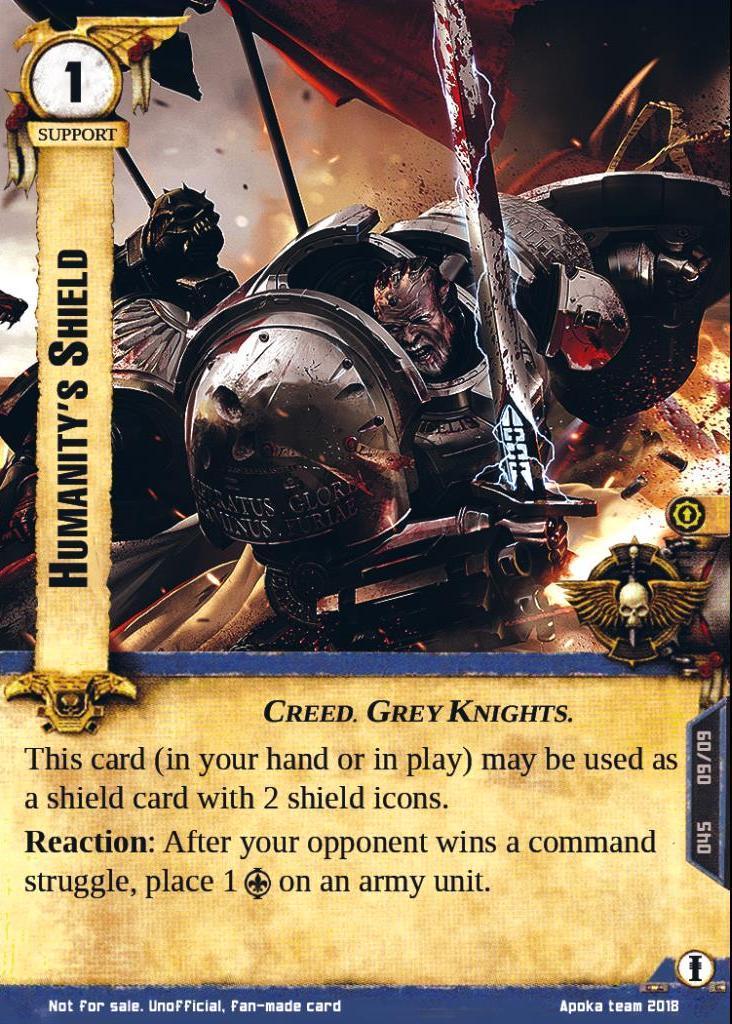 1
SUPPORT
HUMANITY'S SHIELD
CREED. GREY KNIGHTS.
This card (in your hand or in play) may be used as
a shield card with 2 shield icons.
Reaction: After your opponent wins a command
struggle, place 1 on an army unit.
09/60
045
I
Not for sale. Unofficial, fan-made card
Apoka team 2018